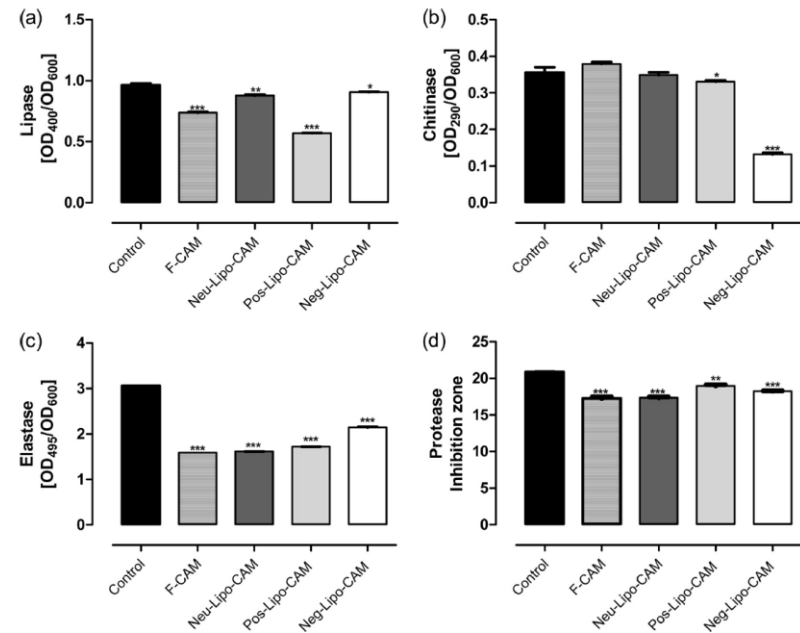 (a)
Lipase
[OD400/OD600]
1.5
1.0
0.5
0.0
***
**
***
*
Control
F-CAM
Neu-Lipo-CAM
Pos-Lipo-CAM
Neg-Lipo-CAM
(b)
Chitinase
[OD290/OD600]
0.5
0.4
0.3
0.2
0.1
0.0
*
***
Control
F-CAM
Neu-Lipo-CAM
Pos-Lipo-CAM
Neg-Lipo-CAM
(c)
Elastase
[OD495/OD600]
4
3
2
1
0
***
***
***
***
Control
F-CAM
Neu-Lipo-CAM
Pos-Lipo-CAM
Neg-Lipo-CAM
(d)
Protease
Inhibition zone
25
20
15
10
5
0
***
***
**
***
Control
F-CAM
Neu-Lipo-CAM
Pos-Lipo-CAM
Neg-Lipo-CAM